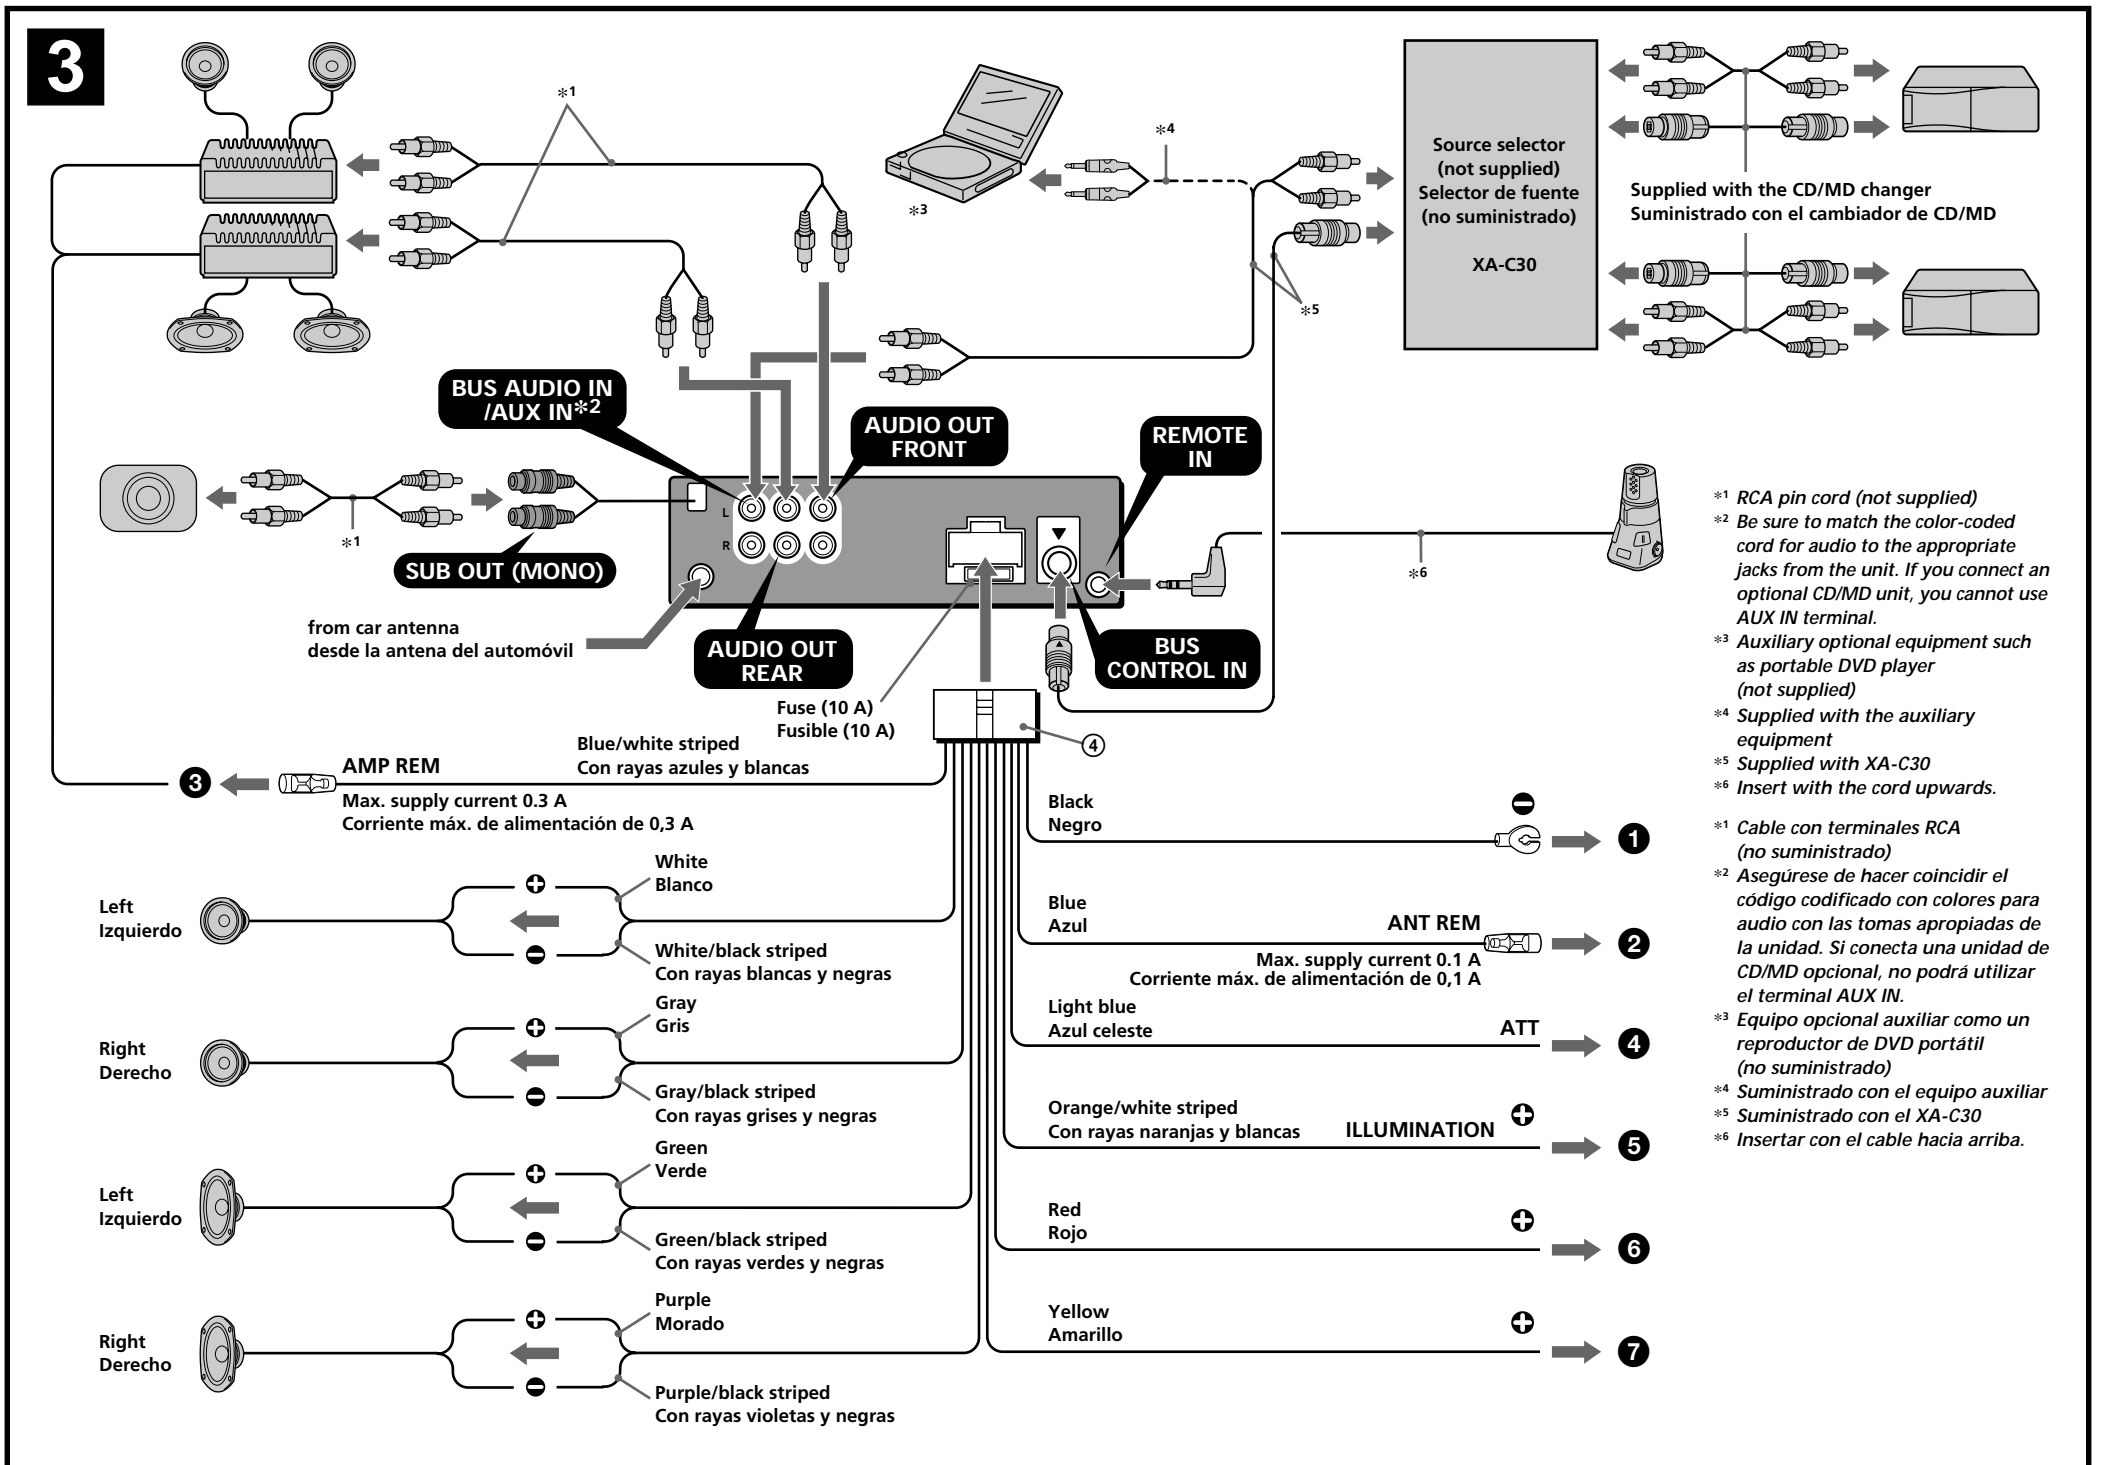 3
*1
*4
*3
*5
Source selector
(not supplied)
Selector de fuente
(no suministrado)
XA-C30
Supplied with the CD/MD changer
Suministrado con el cambiador de CD/MD
BUS AUDIO IN
/AUX IN*2
AUDIO OUT
FRONT
REMOTE
IN
L
R
*1
SUB OUT (MONO)
*6
from car antenna
desde la antena del automóvil
AUDIO OUT
REAR
BUS
CONTROL IN
Fuse (10 A)
Fusible (10 A)
4
Blue/white striped
Con rayas azules y blancas
3
AMP REM
Max. supply current 0.3 A
Corriente máx. de alimentación de 0,3 A
White
Blanco
Left
Izquierdo
White/black striped
Con rayas blancas y negras
Gray
Gris
Right
Derecho
Gray/black striped
Con rayas grises y negras
Green
Verde
Left
Izquierdo
Green/black striped
Con rayas verdes y negras
Purple
Morado
Right
Derecho
Purple/black striped
Con rayas violetas y negras
Black
Negro
1
Blue
Azul
ANT REM
2
Max. supply current 0.1 A
Corriente máx. de alimentación de 0,1 A
Light blue
Azul celeste
ATT
4
Orange/white striped
Con rayas naranjas y blancas
ILLUMINATION
5
Red
Rojo
6
Yellow
Amarillo
7
*1 RCA pin cord (not supplied)
*2 Be sure to match the color-coded
cord for audio to the appropriate
jacks from the unit. If you connect an
optional CD/MD unit, you cannot use
AUX IN terminal.
*3 Auxiliary optional equipment such
as portable DVD player
(not supplied)
*4 Supplied with the auxiliary
equipment
*5 Supplied with XA-C30
*6 Insert with the cord upwards.
*1 Cable con terminales RCA
(no suministrado)
*2 Asegúrese de hacer coincidir el
código codificado con colores para
audio con las tomas apropiadas de
la unidad. Si conecta una unidad de
CD/MD opcional, no podrá utilizar
el terminal AUX IN.
*3 Equipo opcional auxiliar como un
reproductor de DVD portátil
(no suministrado)
*4 Suministrado con el equipo auxiliar
*5 Suministrado con el XA-C30
*6 Insertar con el cable hacia arriba.